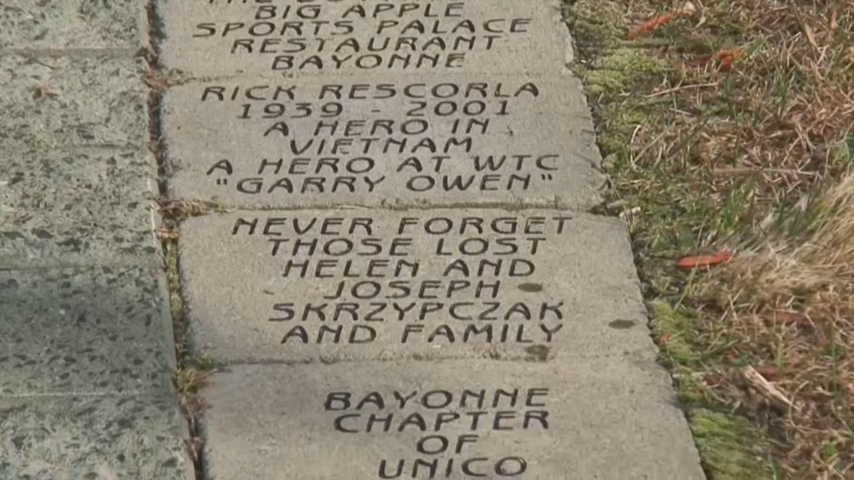 BIG APPLE
SPORTS PALACE
RESTAURANT
BAYONNE
RICK RESCORLA
1939 - 2001
A HERO IN
VIETNAM
A HERO AT WTC
"GARRY OWEN"
NEVER FORGET
THOSE LOST
HELEN AND
JOSEPH
SKRZYPCZAK
AND FAMILY
BAYONNE
CHAPTER
OF
UNICO